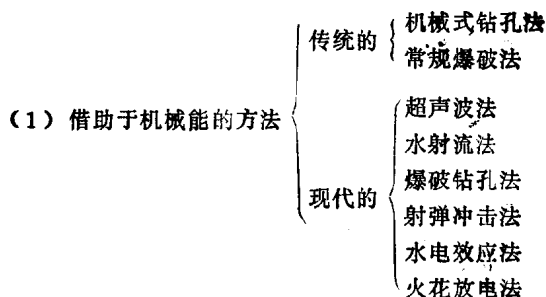 机械式钻孔法
传统的
常规爆破法
(1) 借助于机械能的方法
超声波法
水射流法
爆破钻孔法
现代的
射弹冲击法
水电效应法
火花放电法